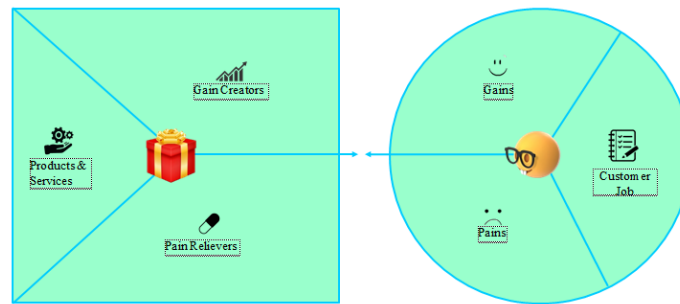 Gain Creators
Products &
Services
Pain Relievers
Gains
Customer
Job
Pains